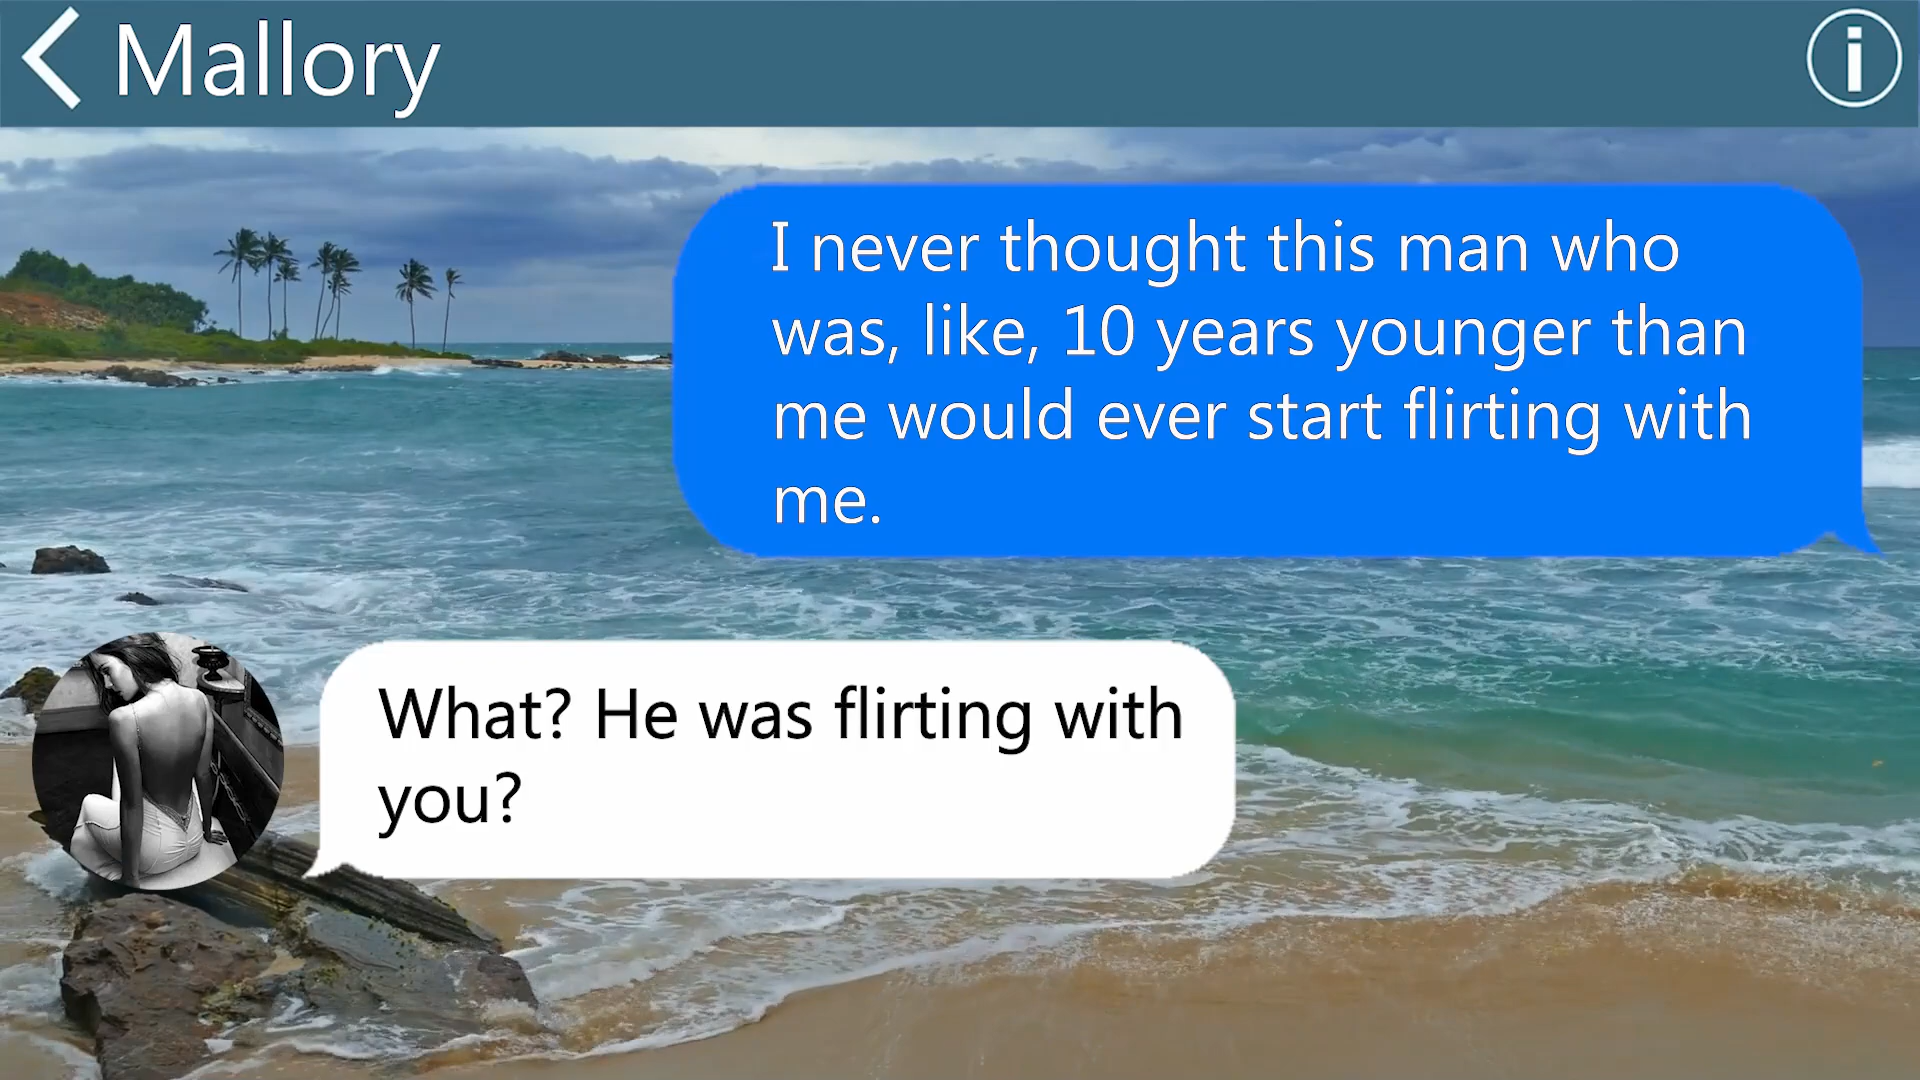 Mallory
I never thought this man who
was, like, 10 years younger than
me would ever start flirting with
me.
What? He was flirting with
you?